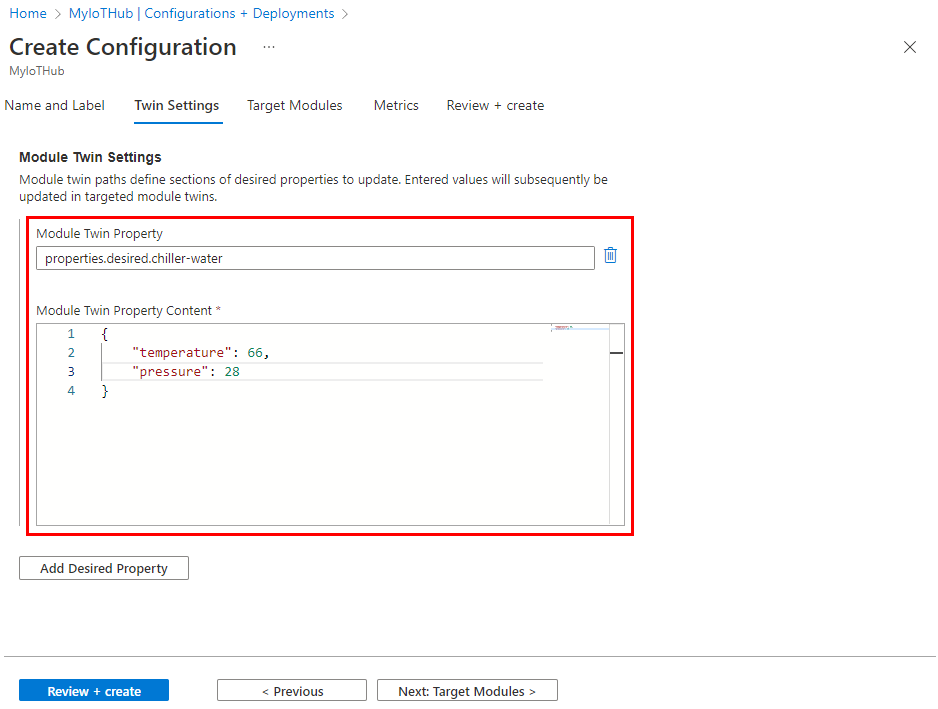 Home > MyIoTHub | Configurations + Deployments >
Create Configuration ...
MyIoTHub
Name and Label Twin Settings Target Modules Metrics Review + create
Module Twin Settings
Module twin paths define sections of desired properties to update. Entered values will subsequently be
updated in targeted module twins.
Module Twin Property
properties.desired.chiller-water
Module Twin Property Content *
1 {
2 "temperature": 66,
3 "pressure": 28
4 }
Add Desired Property
Review + create < Previous Next: Target Modules >